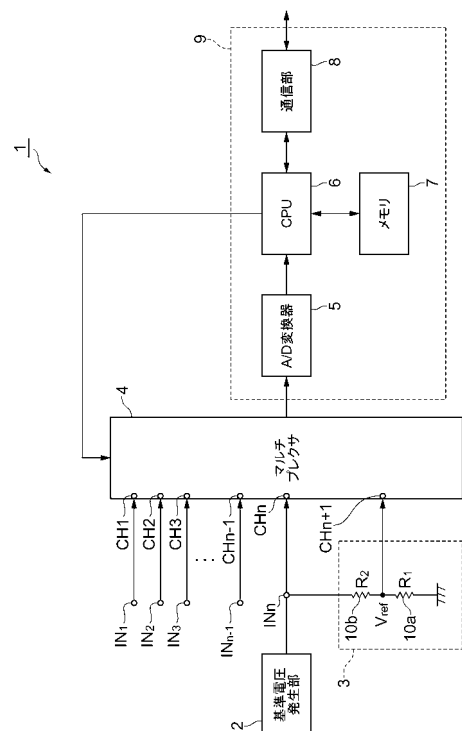 1
9
通信部
8
CPU
6
メモリ
7
A/D変換器
5
4
マルチ
プレクサ
CH1
CH2
CH3
CHn-1
CHn
CHn+1
IN1
IN2
IN3
INn-1
INn
基準電圧
発生部
2
R2
10b
Vref
R1
10a
3